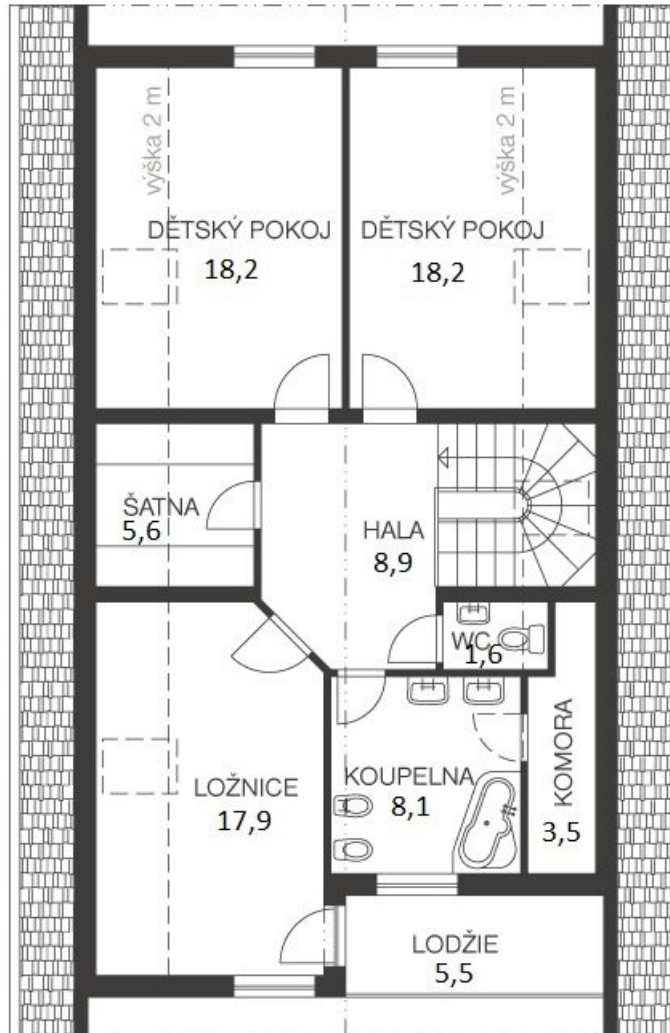 výška 2 m
výška 2 m
DĚTSKÝ POKOJ
18,2
DĚTSKÝ POKOJ
18,2
ŠATNA
5,6
HALA
8,9
WC
1,6
LOŽNICE
17,9
KOUPELNA
8,1
KOMORA
3,5
LODŽIE
5,5